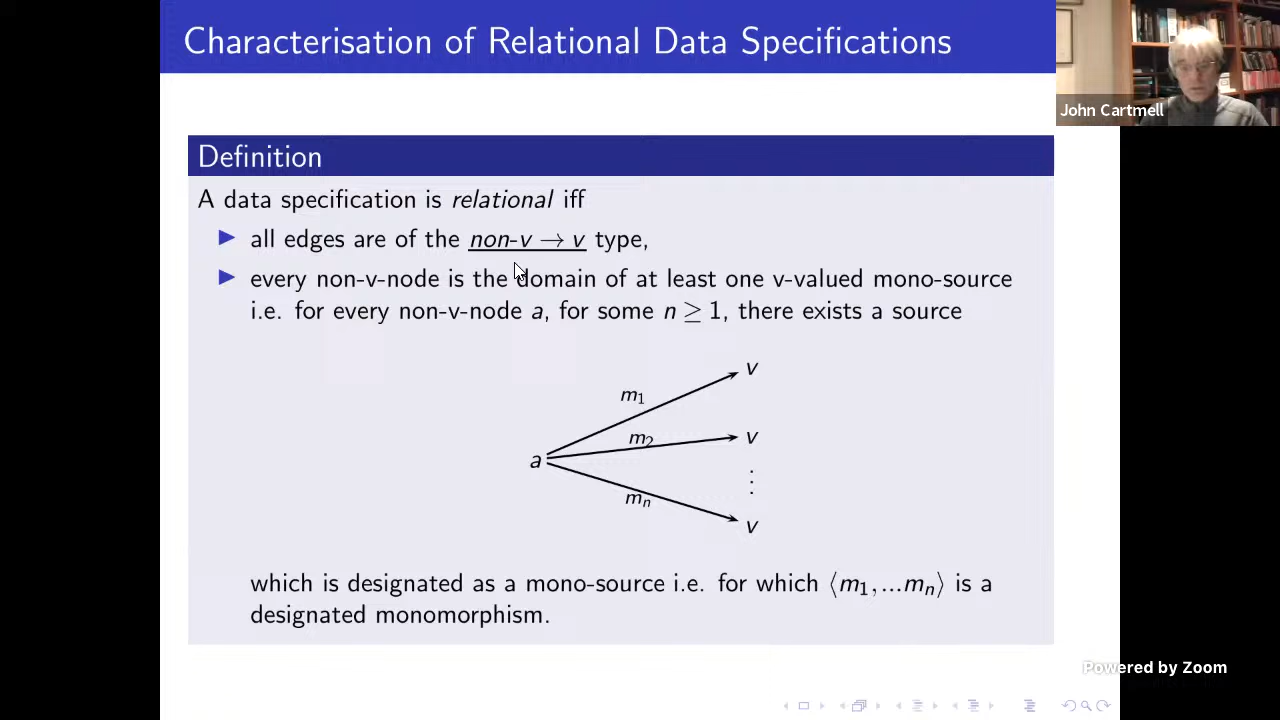 Characterisation of Relational Data Specifications
John Cartmell
Definition
A data specification is relational iff
all edges are of the non-v → v type,
every non-v-node is the domain of at least one v-valued mono-source
i.e. for every non-v-node a, for some n ≥ 1, there exists a source
v
m₁
m₂
v
a
⋮
mₙ
v
which is designated as a mono-source i.e. for which ⟨m₁, ...mₙ⟩ is a
designated monomorphism.
Powered by Zoom